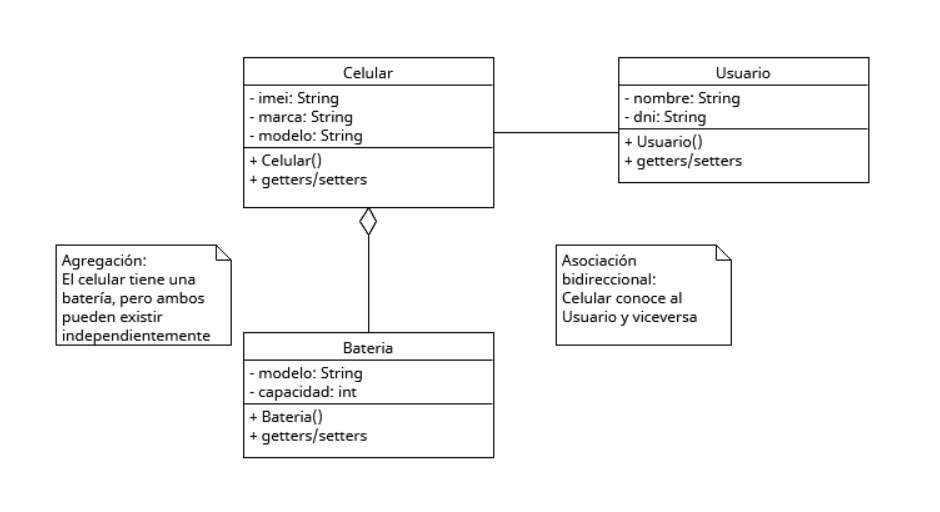 Celular
- imei: String
- marca: String
- modelo: String
+ Celular()
+ getters/setters
Usuario
- nombre: String
- dni: String
+ Usuario()
+ getters/setters
Agregación:
El celular tiene una
batería, pero ambos
pueden existir
independientemente
Asociación
bidireccional:
Celular conoce al
Usuario y viceversa
Bateria
- modelo: String
- capacidad: int
+ Bateria()
+ getters/setters